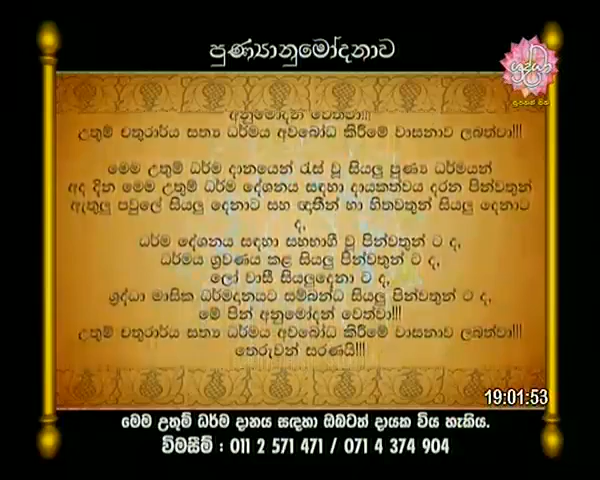 පුණ්‍යානුමෝදනාව
ශ්‍රද්ධා
අනුමෝදන් වෙත්වා!!!
උතුම් චතුරාර්ය සත්‍ය ධර්මය අවබෝධ කිරීමේ වාසනාව ලබත්වා!!!
මෙම උතුම් ධර්ම දානයෙන් රැස් වූ සියලු පුණ්‍ය ධර්මයන්
අද දින මෙම උතුම් ධර්ම දේශනය සඳහා දායකත්වය දරන පින්වතුන්
ඇතුලු පවුලේ සියලු දෙනාට සහ ඥාතීන් හා හිතවතුන් සියලු දෙනාට
ද,
ධර්ම දේශනය සඳහා සහභාගී වූ පින්වතුන් ට ද,
ධර්මය ශ්‍රවණය කළ සියලු පින්වතුන් ට ද,
ලෝ වාසී සියලුදෙනා ට ද,
ශ්‍රද්ධා මාසික ධර්මදානයට සම්බන්ධ සියලු පින්වතුන් ට ද,
මේ පින් අනුමෝදන් වෙත්වා!!!
උතුම් චතුරාර්ය සත්‍ය ධර්මය අවබෝධ කිරීමේ වාසනාව ලබත්වා!!!
තෙරුවන් සරණයි!!!
19:01:53
මෙම උතුම් ධර්ම දානය සඳහා ඔබටත් දායක විය හැකිය.
විමසීම් : 011 2 571 471 / 071 4 374 904